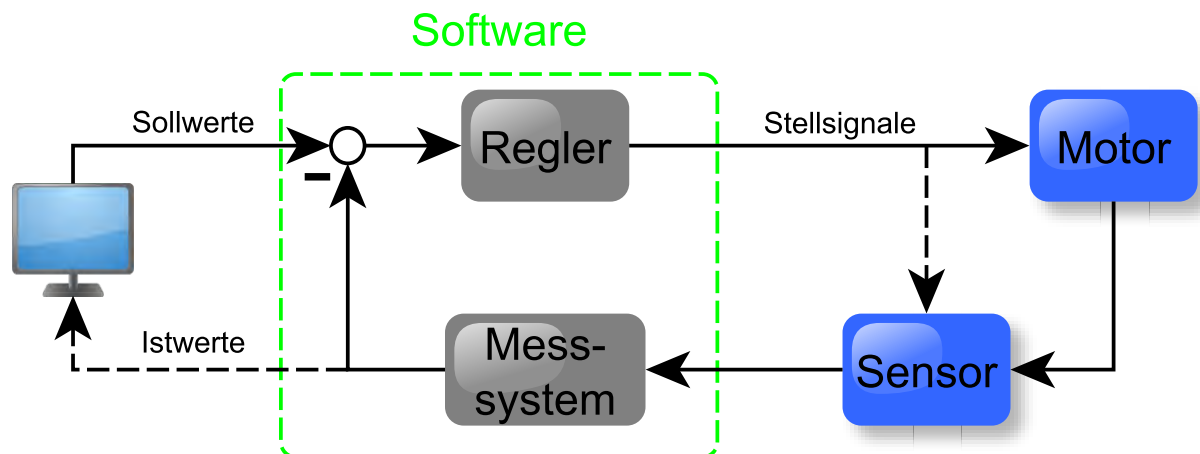 Software
Sollwerte
Regler
Stellsignale
Motor
Istwerte
Mess-
system
Sensor